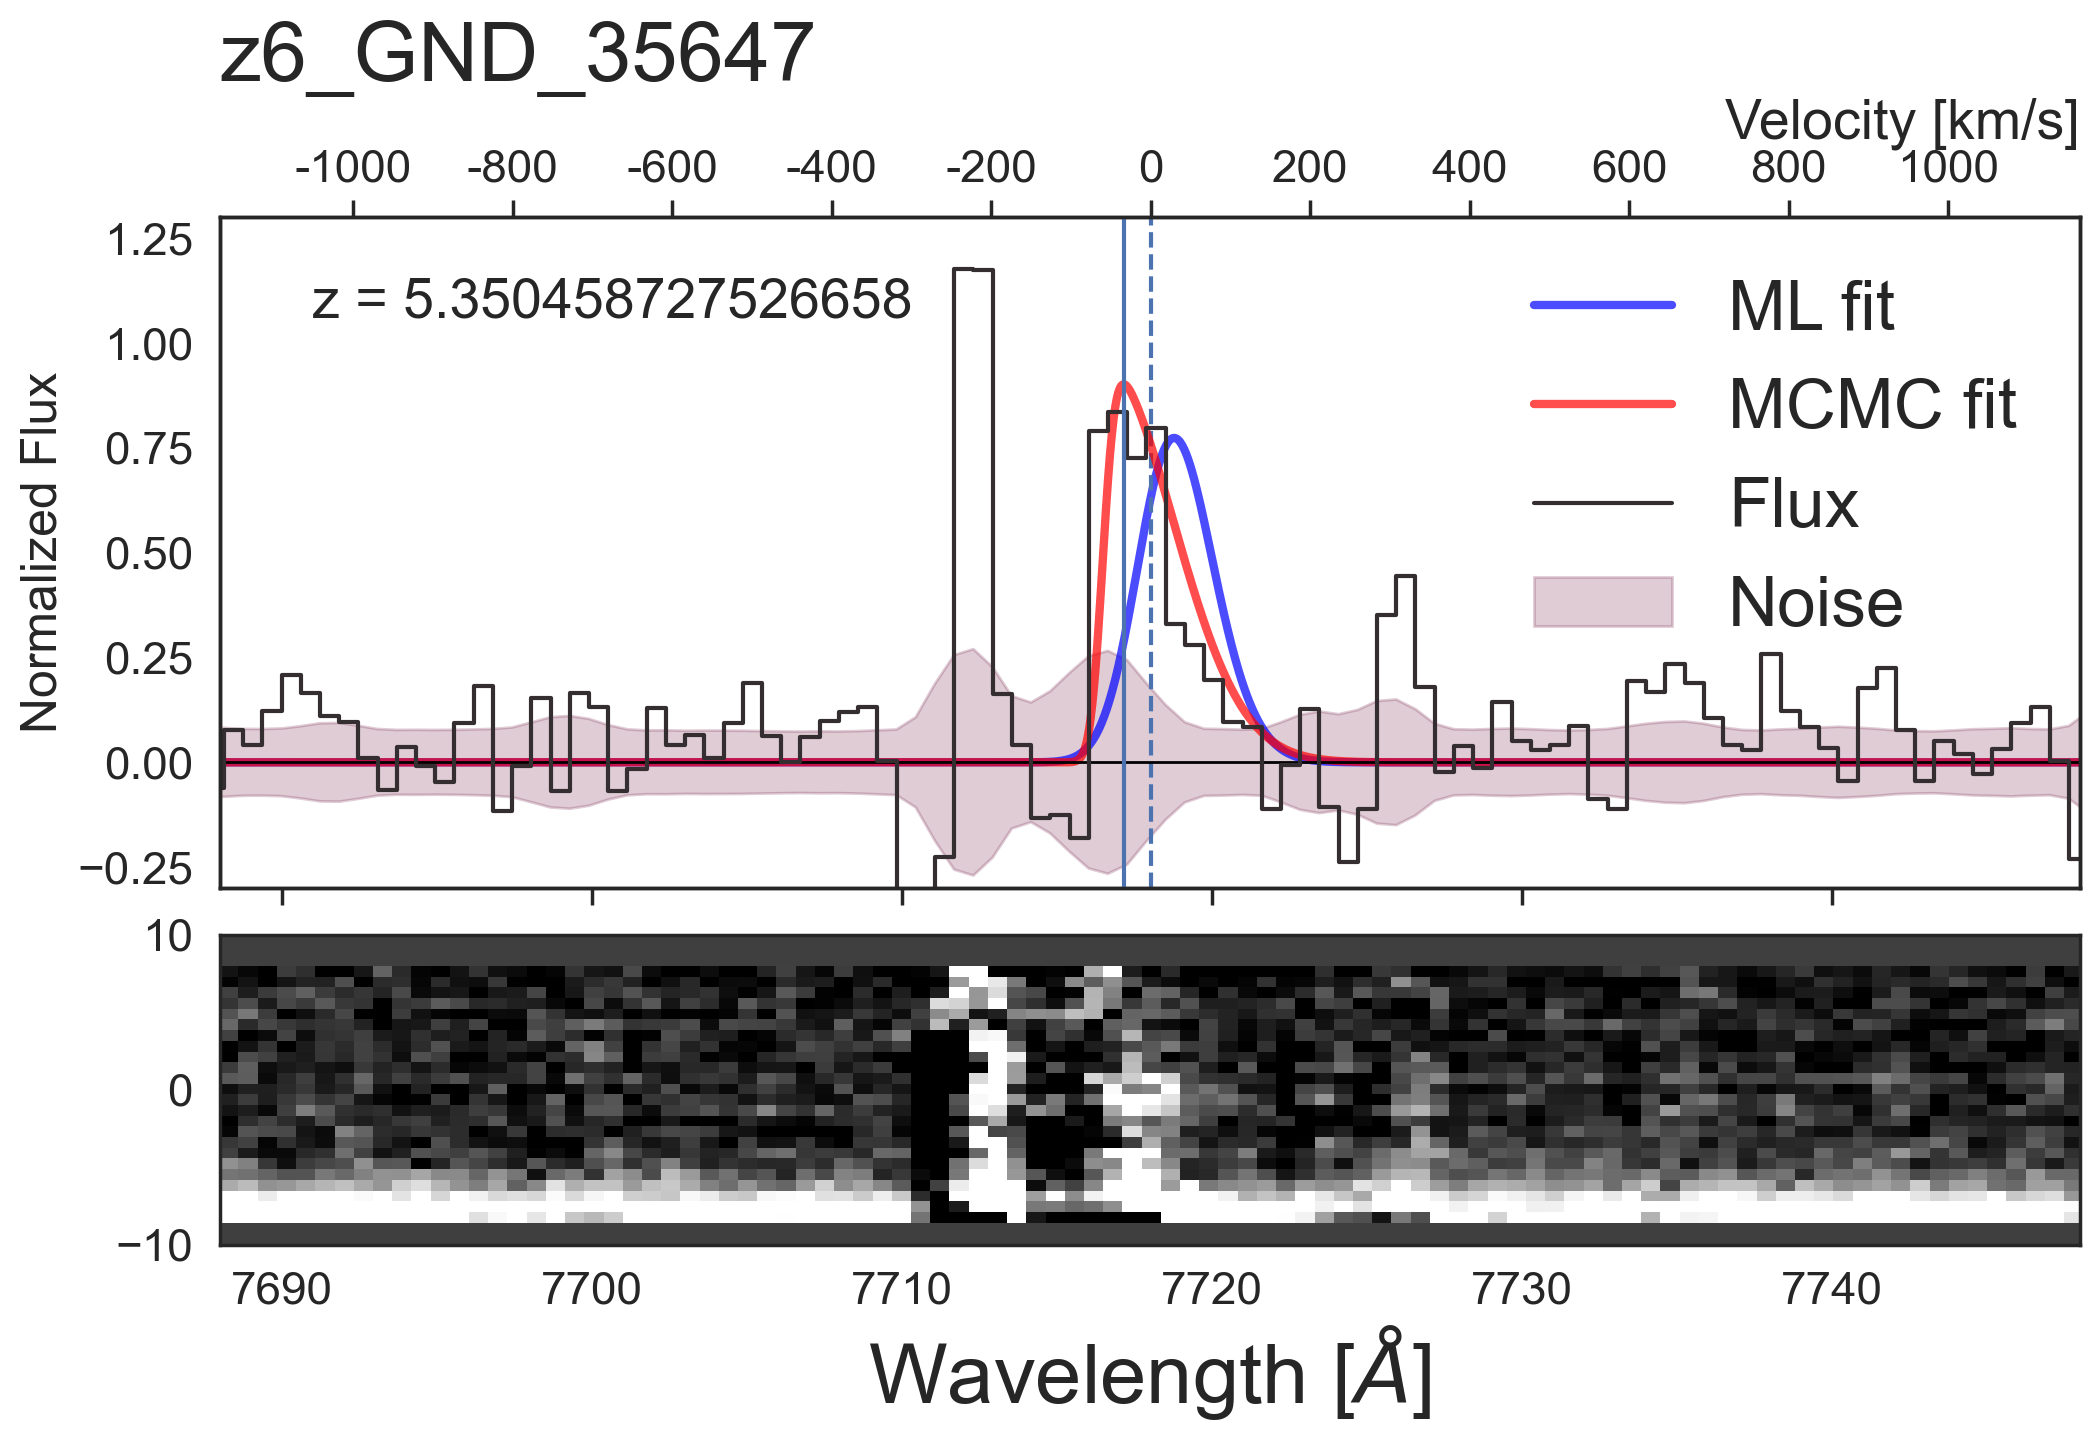 z6_GND_35647
Velocity [km/s]
-1000 -800 -600 -400 -200 0 200 400 600 800 1000
1.25
1.00
0.75
0.50
0.25
0.00
−0.25
Normalized Flux
z = 5.350458727526658
ML fit
MCMC fit
Flux
Noise
10
0
−10
7690 7700 7710 7720 7730 7740
Wavelength [Å]